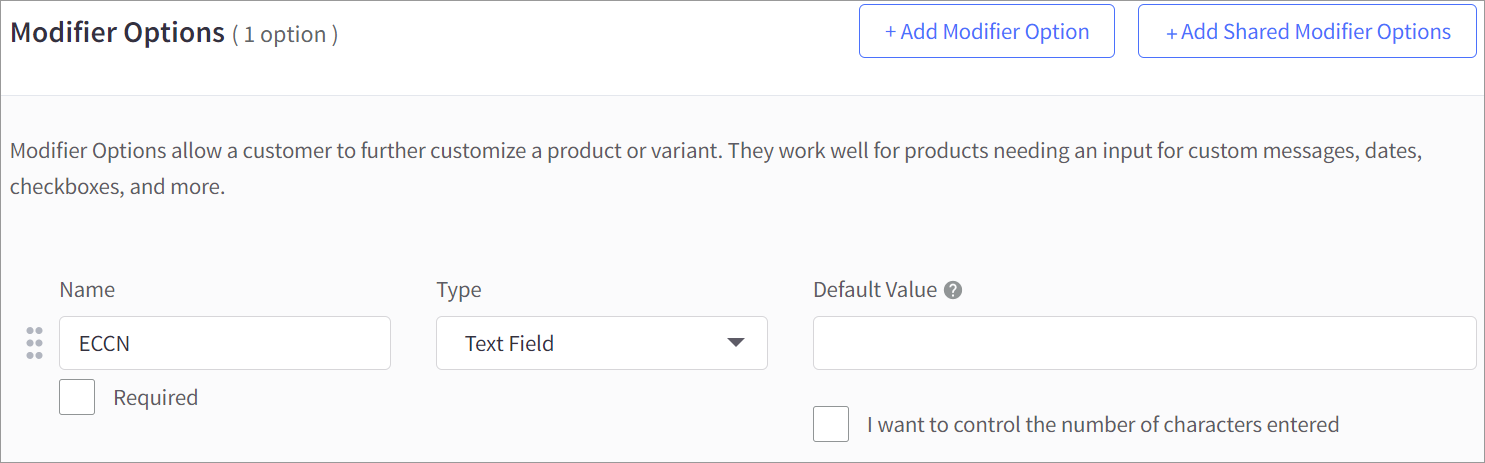 Modifier Options ( 1 option )
+ Add Modifier Option
+ Add Shared Modifier Options
Modifier Options allow a customer to further customize a product or variant. They work well for products needing an input for custom messages, dates,
checkboxes, and more.
Name
Type
Default Value ?
ECCN
Text Field
Required
I want to control the number of characters entered